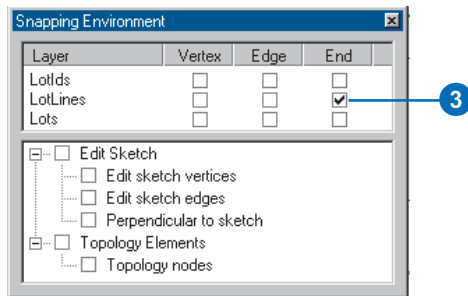 Snapping Environment
Layer Vertex Edge End
LotIds
LotLines
3
Lots
Edit Sketch
Edit sketch vertices
Edit sketch edges
Perpendicular to sketch
Topology Elements
Topology nodes